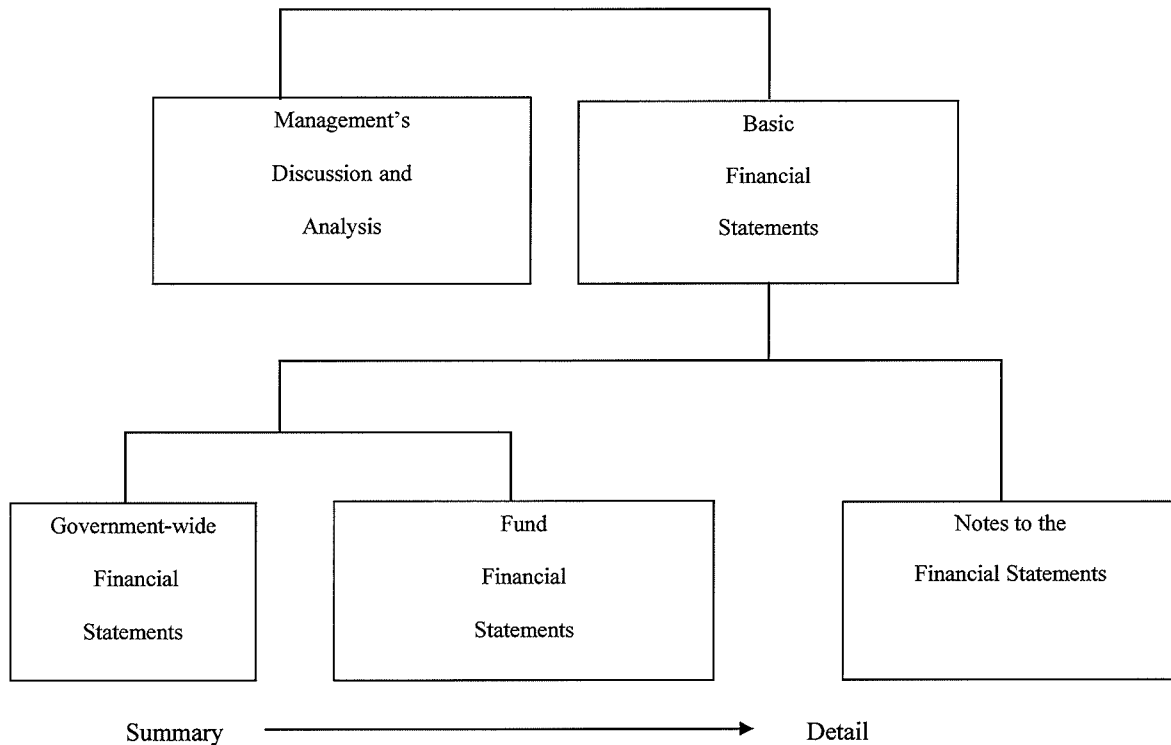 Management's
Discussion and
Analysis
Basic
Financial
Statements
Government-wide
Financial
Statements
Fund
Financial
Statements
Notes to the
Financial Statements
Summary
Detail